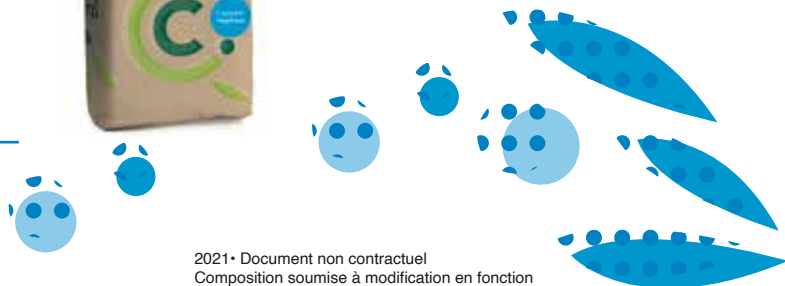 C.
2021• Document non contractuel
Composition soumise à modification en fonction